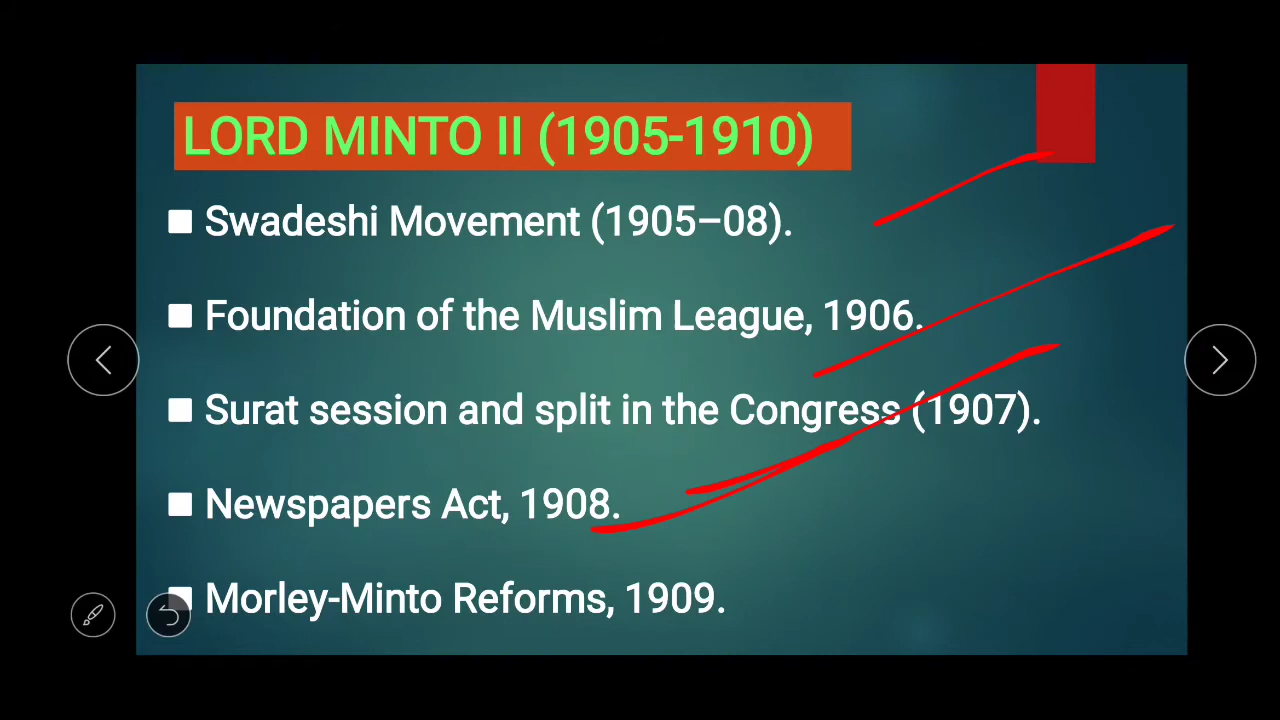 LORD MINTO II (1905-1910)
Swadeshi Movement (1905–08).
Foundation of the Muslim League, 1906.
Surat session and split in the Congress (1907).
Newspapers Act, 1908.
Morley-Minto Reforms, 1909.